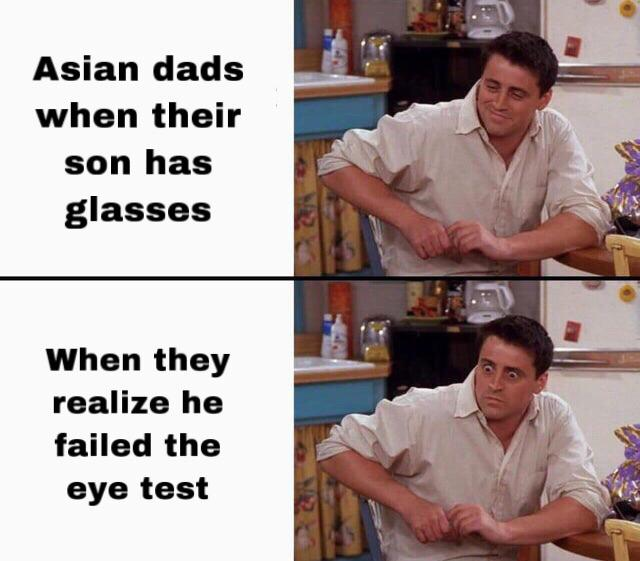 Asian dads
when their
son has
glasses
When they
realize he
failed the
eye test